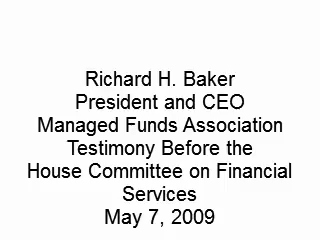 Richard H. Baker
President and CEO
Managed Funds Association
Testimony Before the
House Committee on Financial
Services
May 7, 2009